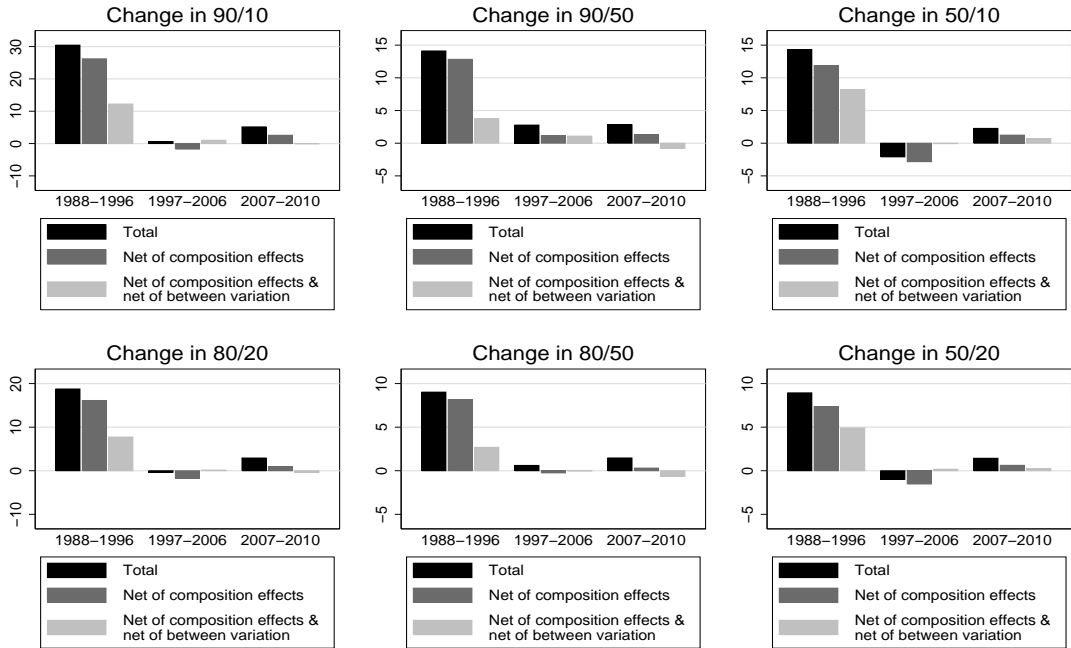 Change in 90/10
30
20
10
0
−10
1988−1996 1997−2006 2007−2010
Total
Net of composition effects
Net of composition effects &
net of between variation
Change in 90/50
15
10
5
0
−5
1988−1996 1997−2006 2007−2010
Total
Net of composition effects
Net of composition effects &
net of between variation
Change in 50/10
15
10
5
0
−5
1988−1996 1997−2006 2007−2010
Total
Net of composition effects
Net of composition effects &
net of between variation
Change in 80/20
20
10
0
−10
1988−1996 1997−2006 2007−2010
Total
Net of composition effects
Net of composition effects &
net of between variation
Change in 80/50
10
5
0
−5
1988−1996 1997−2006 2007−2010
Total
Net of composition effects
Net of composition effects &
net of between variation
Change in 50/20
10
5
0
−5
1988−1996 1997−2006 2007−2010
Total
Net of composition effects
Net of composition effects &
net of between variation